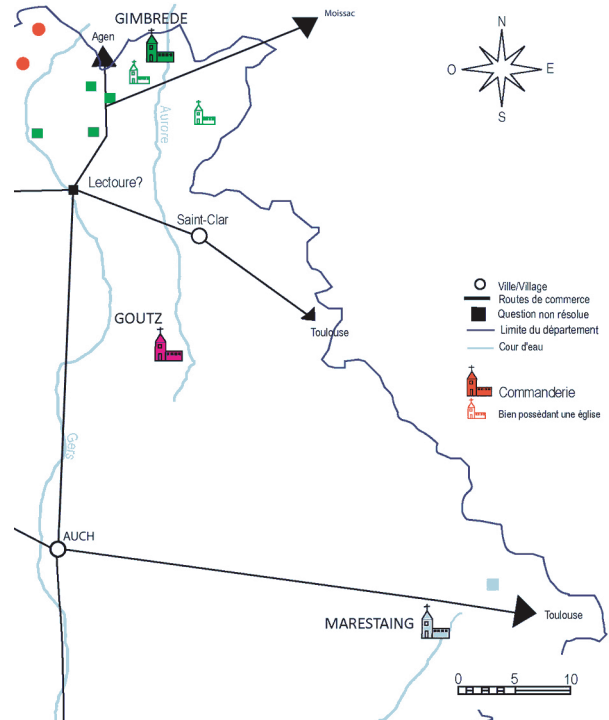 GIMBREDE
Moissac
Agen
N
O
E
S
Aurore
Lectoure?
Saint-Clar
Ville/Village
Routes de commerce
Question non résolue
Limite du département
Cour d'eau
GOUTZ
Toulouse
Commanderie
Bien possédant une église
Gers
AUCH
MARESTAING
Toulouse
0 5 10